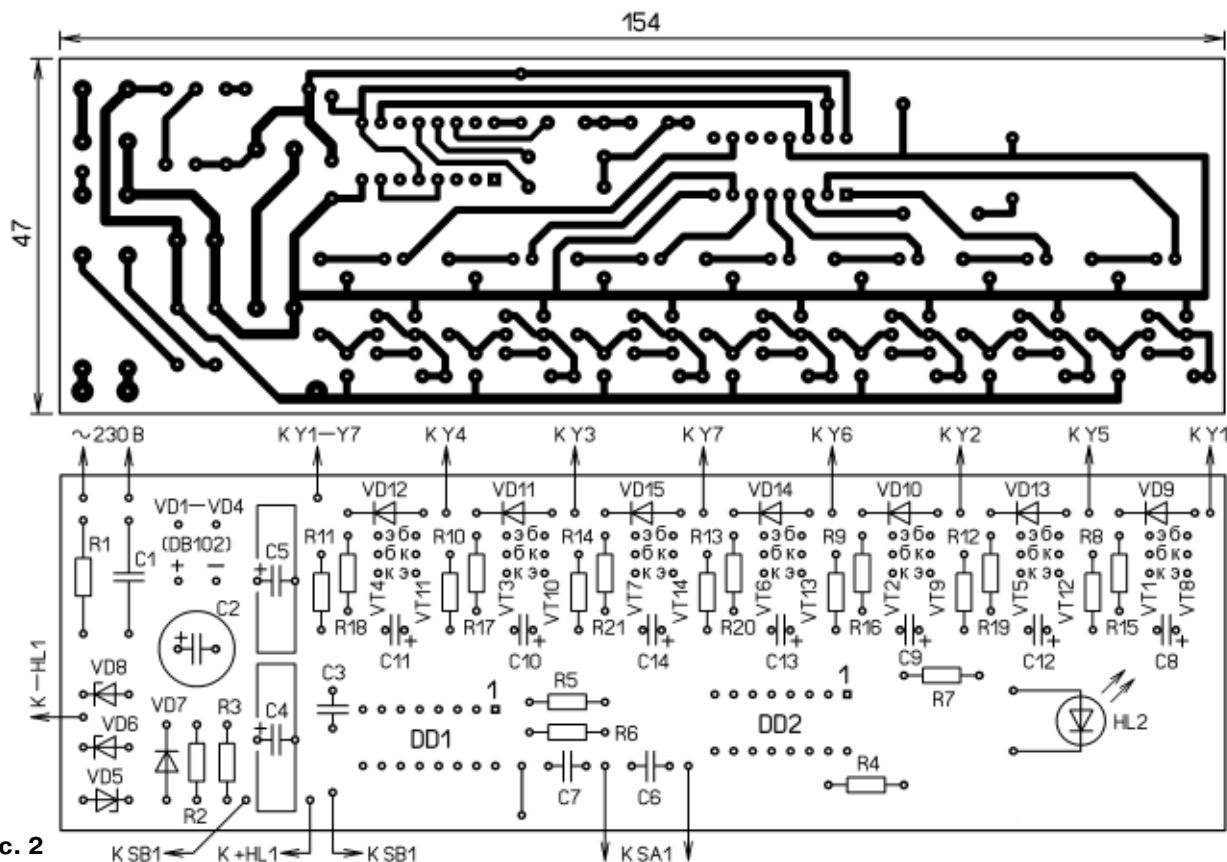 154
47
~230 В
К Y1—Y7
К Y4
К Y3
К Y7
К Y6
К Y2
К Y5
К Y1
VD1—VD4
(DB102)
+
−
R1
C1
C2
+
C5
+
VD12
VD11
VD15
VD14
VD10
VD13
VD9
R11
R10
R14
R13
R9
R12
R8
э б
б к
к э
э б
б к
к э
э б
б к
к э
э б
б к
к э
э б
б к
к э
э б
б к
к э
э б
б к
к э
VT4
VT11
VT3
VT10
VT7
VT14
VT6
VT13
VT2
VT9
VT5
VT12
VT1
VT8
R18
R17
R21
R20
R16
R19
R15
+
+
+
+
+
+
+
C11
C10
C14
C13
C9
C12
C8
К —HL1
VD8
VD6
VD5
VD7
R3
R2
C4
+
C3
1
DD1
R5
R6
C7
C6
1
DD2
R7
R4
HL2
с. 2
К SB1
К +HL1
К SB1
К SA1